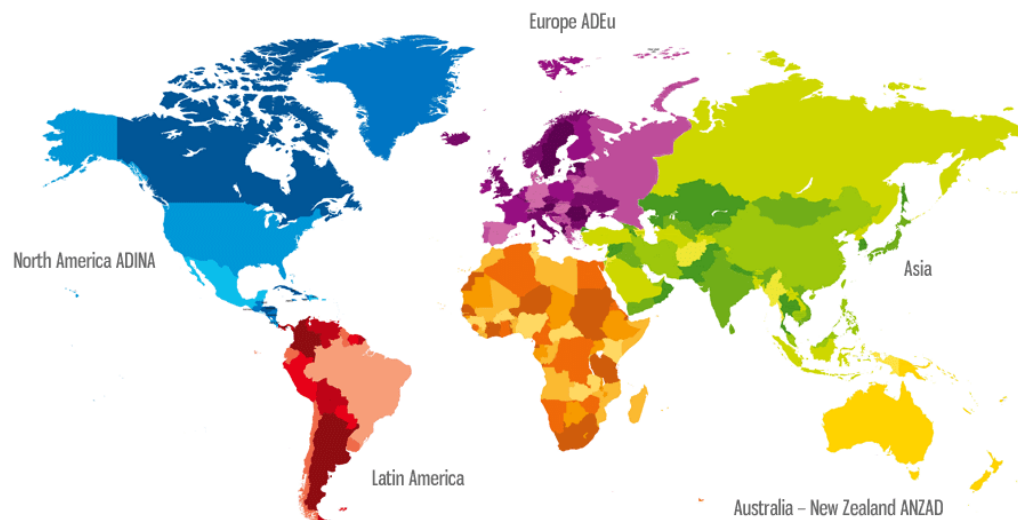 Europe ADEu
North America ADINA
Asia
Latin America
Australia – New Zealand ANZAD